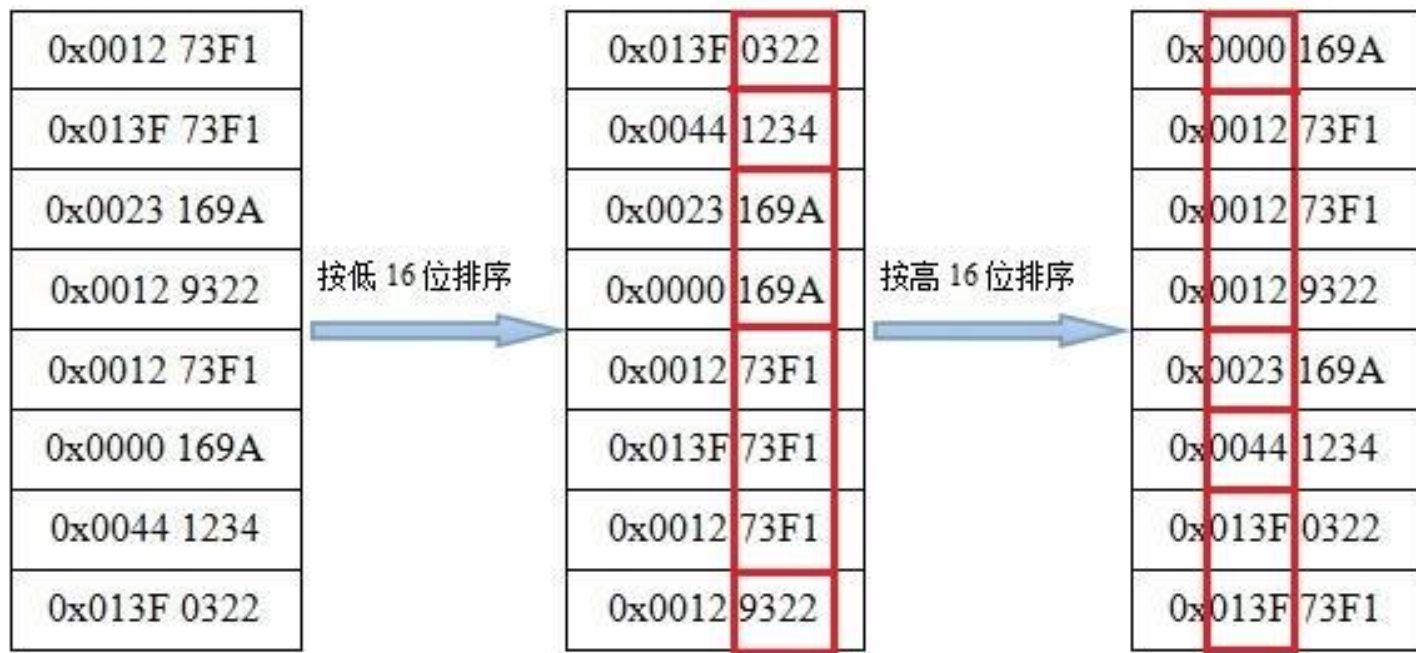 0x0012 73F1
0x013F 73F1
0x0023 169A
0x0012 9322
0x0012 73F1
0x0000 169A
0x0044 1234
0x013F 0322
按低 16 位排序
0x013F 0322
0x0044 1234
0x0023 169A
0x0000 169A
0x0012 73F1
0x013F 73F1
0x0012 73F1
0x0012 9322
按高 16 位排序
0x0000 169A
0x0012 73F1
0x0012 73F1
0x0012 9322
0x0023 169A
0x0044 1234
0x013F 0322
0x013F 73F1